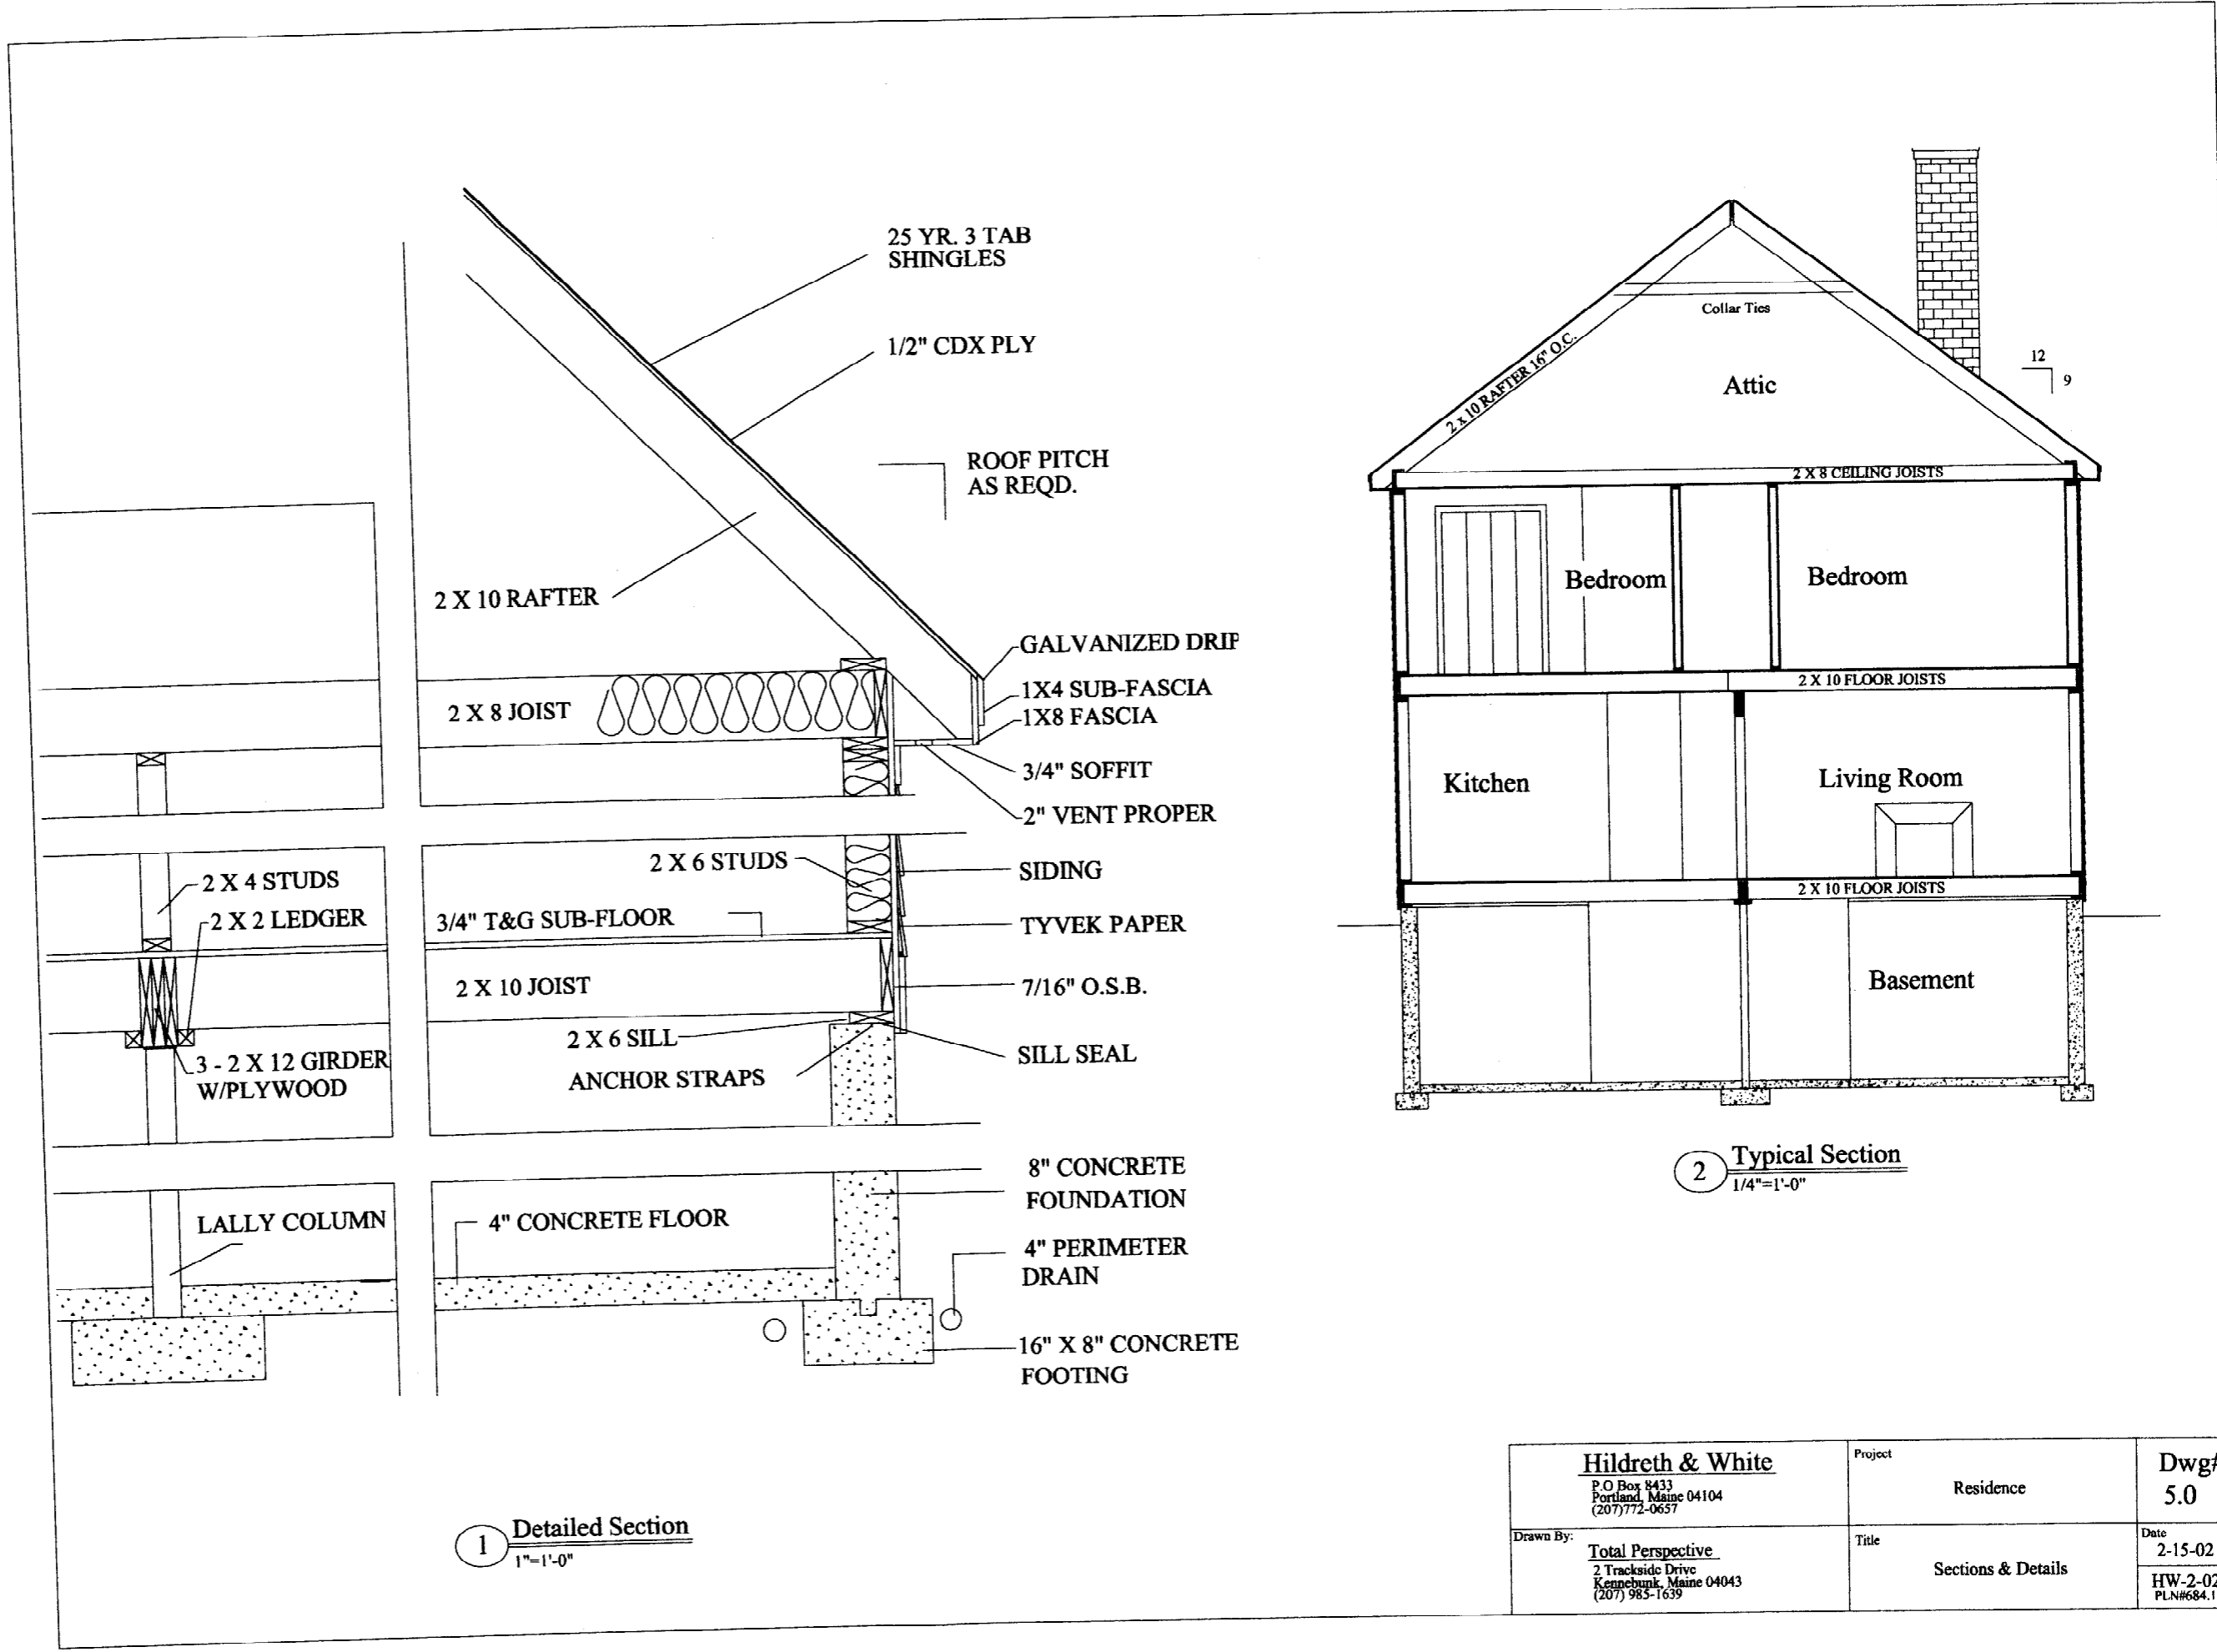 25 YR. 3 TAB
SHINGLES
1/2" CDX PLY
ROOF PITCH
AS REQD.
2 X 10 RAFTER
GALVANIZED DRIP
1X4 SUB-FASCIA
1X8 FASCIA
2 X 8 JOIST
3/4" SOFFIT
2" VENT PROPER
2 X 6 STUDS
SIDING
2 X 4 STUDS
2 X 2 LEDGER
3/4" T&G SUB-FLOOR
TYVEK PAPER
2 X 10 JOIST
7/16" O.S.B.
2 X 6 SILL
SILL SEAL
3 - 2 X 12 GIRDER
W/PLYWOOD
ANCHOR STRAPS
8" CONCRETE
FOUNDATION
LALLY COLUMN
4" CONCRETE FLOOR
4" PERIMETER
DRAIN
16" X 8" CONCRETE
FOOTING
1
Detailed Section
1"=1'-0"
Collar Ties
2 x 10 RAFTER 16" O.C.
12
9
Attic
2 X 8 CEILING JOISTS
Bedroom
Bedroom
2 X 10 FLOOR JOISTS
Kitchen
Living Room
2 X 10 FLOOR JOISTS
Basement
2
Typical Section
1/4"=1'-0"
Hildreth & White
P.O Box 8433
Portland, Maine 04104
(207)772-0657
Project
Residence
Dwg#
5.0
Drawn By:
Total Perspective
2 Trackside Drive
Kennebunk, Maine 04043
(207) 985-1639
Title
Sections & Details
Date
2-15-02
HW-2-02
PLN#684.1